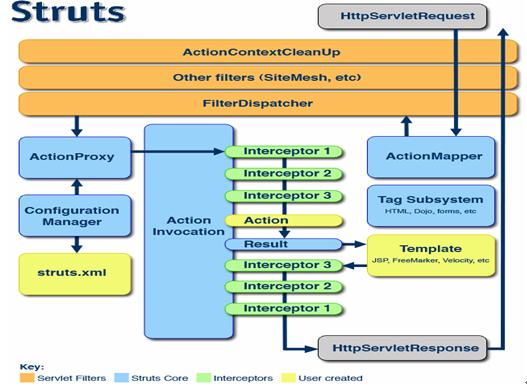 Struts
HttpServletRequest
ActionContextCleanUp
Other filters (SiteMesh, etc)
FilterDispatcher
ActionProxy
Configuration
Manager
struts.xml
Action
Invocation
Interceptor 1
Interceptor 2
Interceptor 3
Action
Result
Interceptor 3
Interceptor 2
Interceptor 1
ActionMapper
Tag Subsystem
HTML, Dojo, forms, etc
Template
JSP, FreeMarker, Velocity, etc
HttpServletResponse
Key:
Servlet Filters
Struts Core
Interceptors
User created